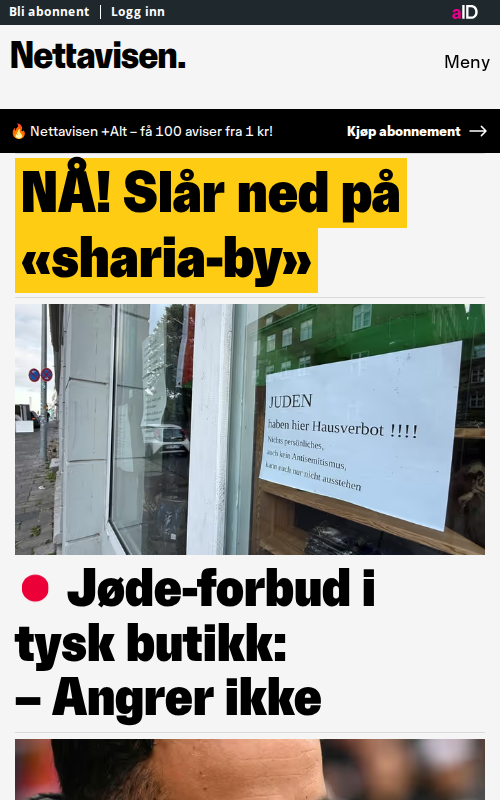 Bli abonnent | Logg inn
aID
Nettavisen.
Meny
🔥 Nettavisen +Alt – få 100 aviser fra 1 kr!
Kjøp abonnement →
NÅ! Slår ned på
«sharia-by»
JUDEN
haben hier Hausverbot !!!!
Nichts persönliches,
auch kein Antisemitismus,
kann euch nur nicht ausstehen
Jøde-forbud i
tysk butikk:
– Angrer ikke